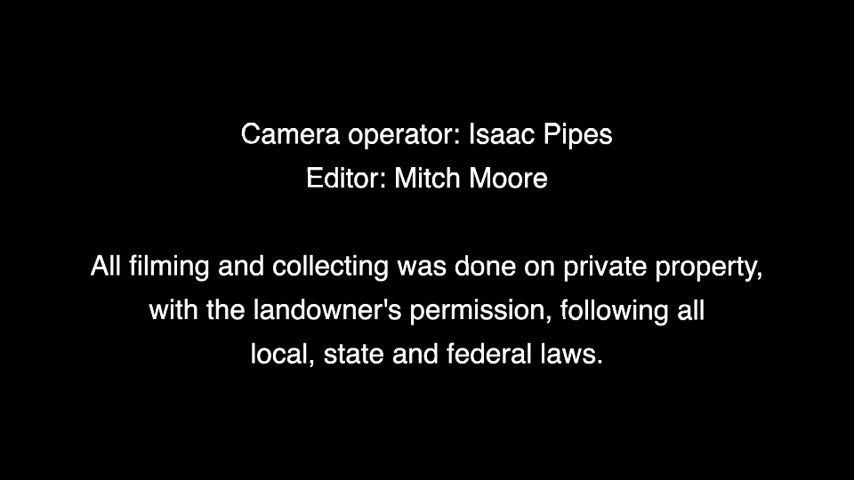 Camera operator: Isaac Pipes
Editor: Mitch Moore
All filming and collecting was done on private property,
with the landowner's permission, following all
local, state and federal laws.